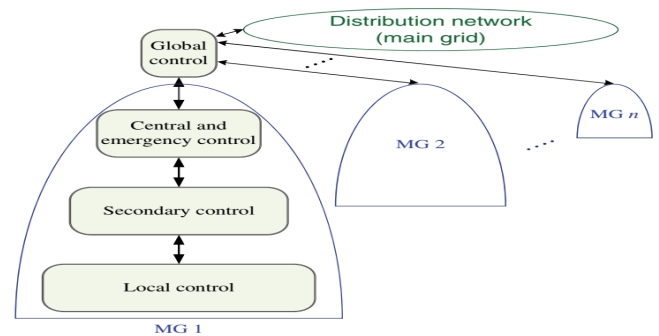 Distribution network
(main grid)
Global
control
Central and
emergency control
MG 2
MG n
Secondary control
Local control
MG 1